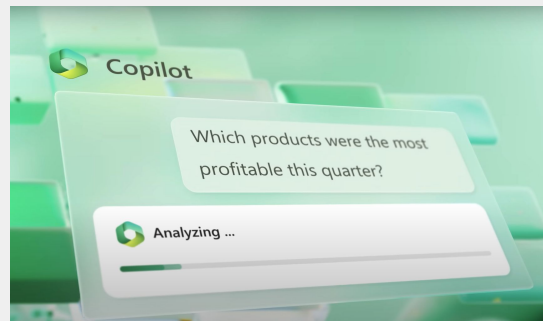 Copilot
Which products were the most
profitable this quarter?
Analyzing ...